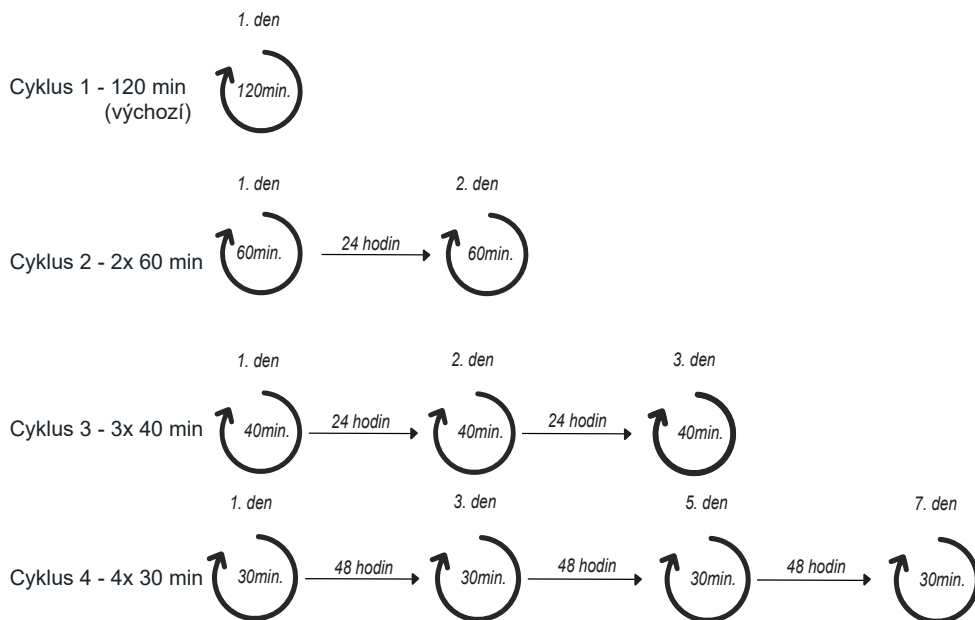 1. den
Cyklus 1 - 120 min
(výchozí)
120min.
1. den
2. den
Cyklus 2 - 2x 60 min
60min.
24 hodin
60min.
1. den
2. den
3. den
Cyklus 3 - 3x 40 min
40min.
24 hodin
40min.
24 hodin
40min.
1. den
3. den
5. den
7. den
Cyklus 4 - 4x 30 min
30min.
48 hodin
30min.
48 hodin
30min.
48 hodin
30min.